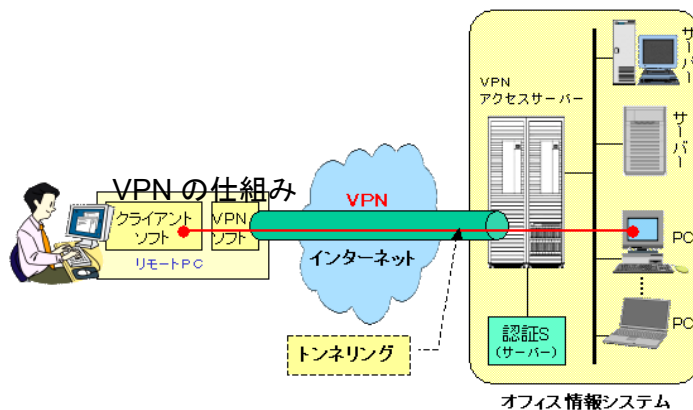 VPN の仕組み
クライアント
ソフト
VPN
ソフト
リモートPC
VPN
インターネット
トンネリング
VPN
アクセスサーバー
認証S
(サーバー)
サーバー
サーバー
PC
PC
オフィス情報システム